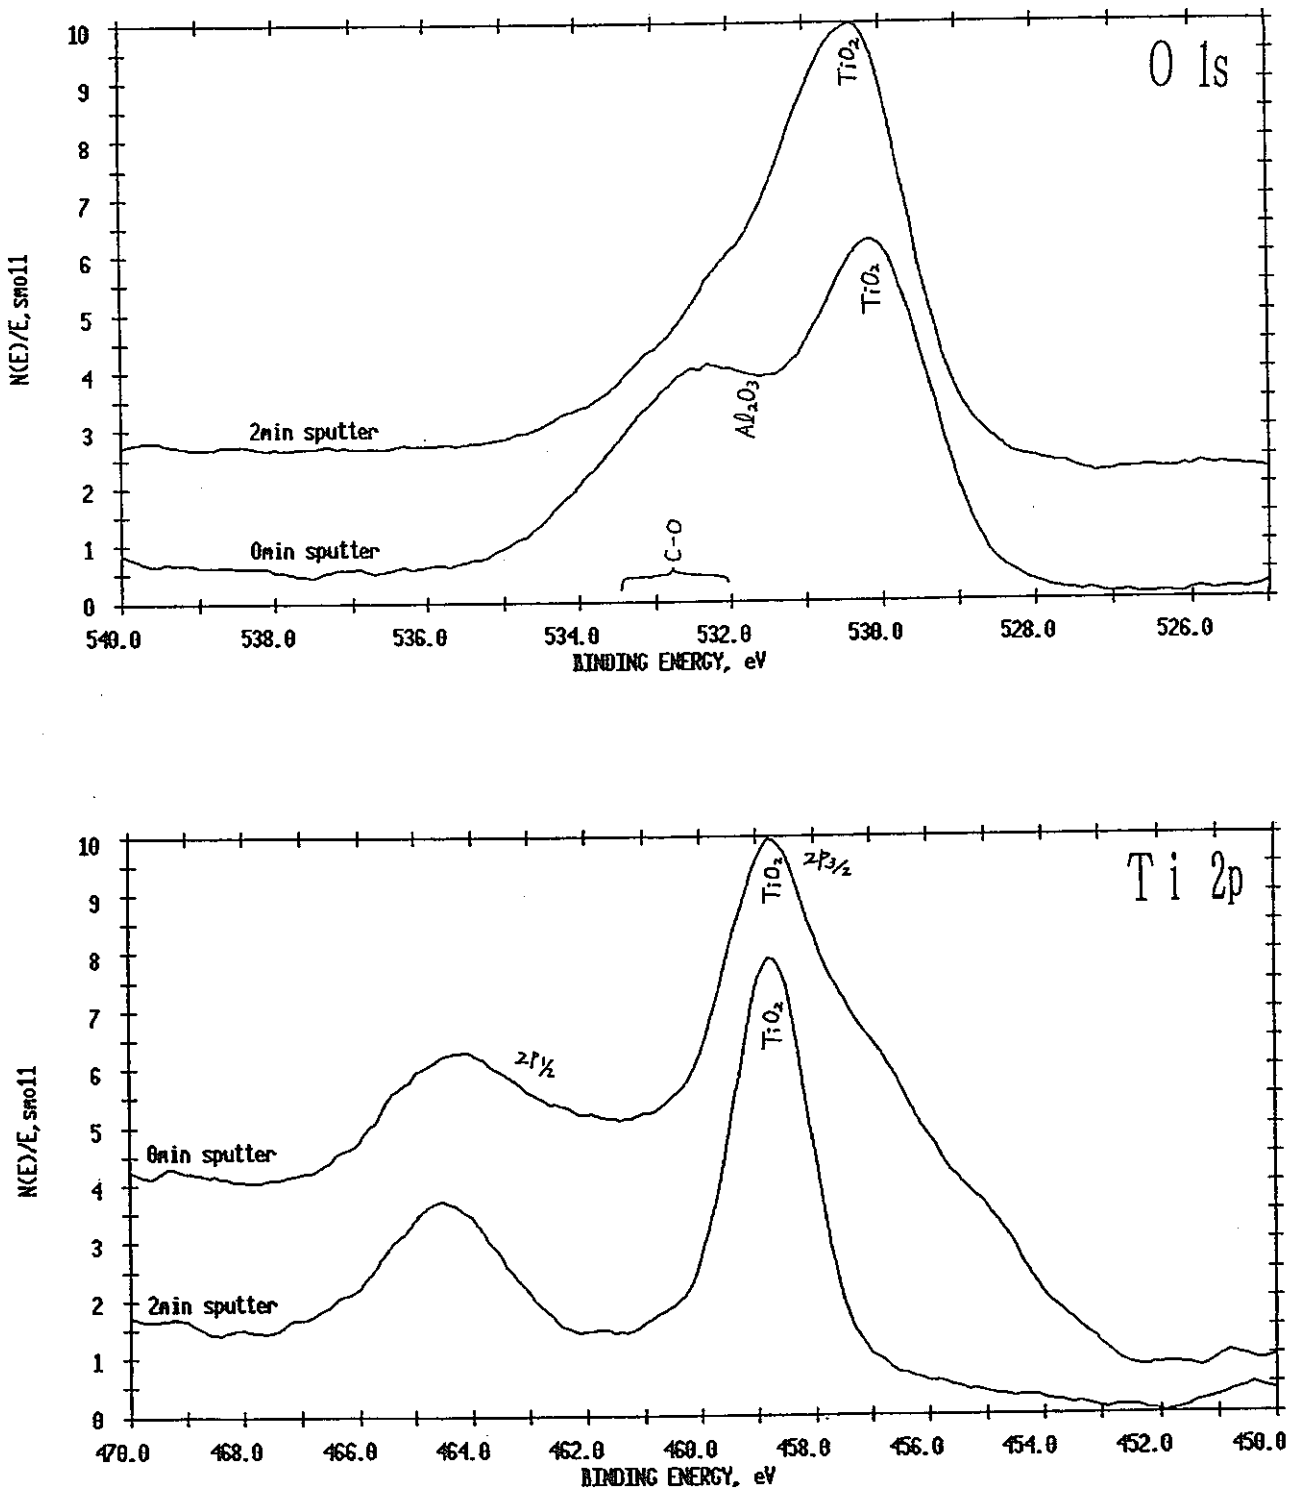 O 1s
10
9
8
7
6
5
4
3
2
1
0
N(E)/E, smo11
TiO₂
TiO₂
Al₂O₃
2min sputter
C-O
0min sputter
540.0 538.0 536.0 534.0 532.0 530.0 528.0 526.0
BINDING ENERGY, eV
Ti 2p
10
9
8
7
6
5
4
3
2
1
0
N(E)/E, smo11
2P3/2
TiO₂
TiO₂
2P1/2
0min sputter
2min sputter
470.0 468.0 466.0 464.0 462.0 460.0 458.0 456.0 454.0 452.0 450.0
BINDING ENERGY, eV